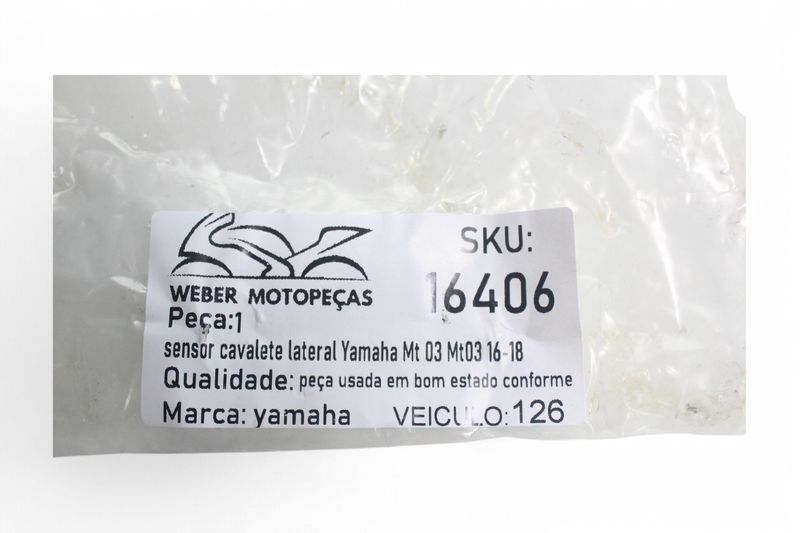 WEBER MOTOPEÇAS
SKU:
16406
Peça:1
sensor cavalete lateral Yamaha Mt 03 Mt03 16-18
Qualidade: peça usada em bom estado conforme
Marca: yamaha VEICULO:126